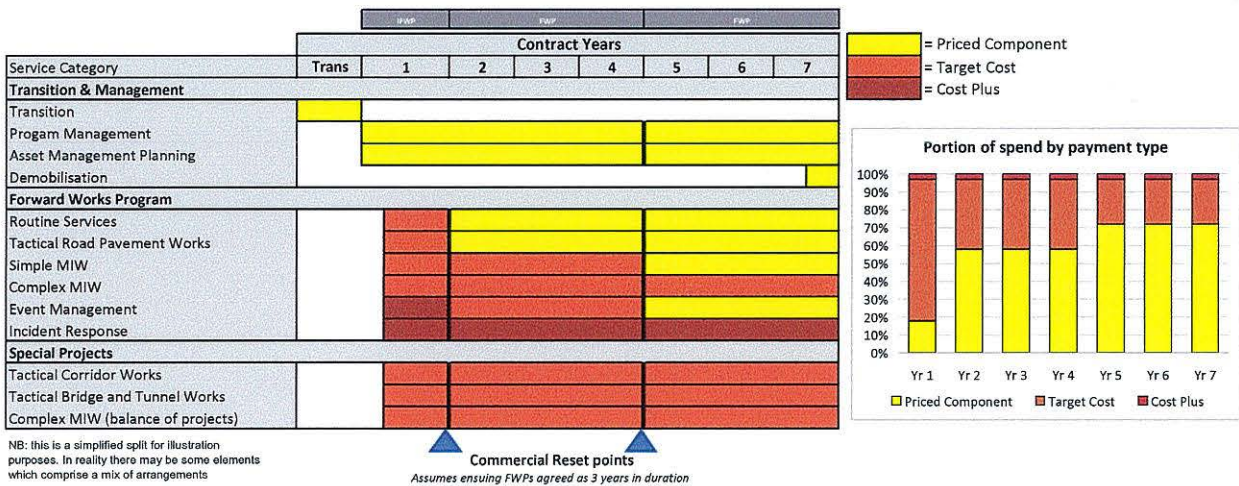 IFWP FWP FWP
Contract Years
Service Category Trans 1 2 3 4 5 6 7
Transition & Management
Transition
Progam Management
Asset Management Planning
Demobilisation
Forward Works Program
Routine Services
Tactical Road Pavement Works
Simple MIW
Complex MIW
Event Management
Incident Response
Special Projects
Tactical Corridor Works
Tactical Bridge and Tunnel Works
Complex MIW (balance of projects)
NB: this is a simplified split for illustration
purposes. In reality there may be some elements
which comprise a mix of arrangements
Commercial Reset points
Assumes ensuing FWPs agreed as 3 years in duration
= Priced Component
= Target Cost
= Cost Plus
Portion of spend by payment type
100%
90%
80%
70%
60%
50%
40%
30%
20%
10%
0%
Yr 1 Yr 2 Yr 3 Yr 4 Yr 5 Yr 6 Yr 7
Priced Component Target Cost Cost Plus